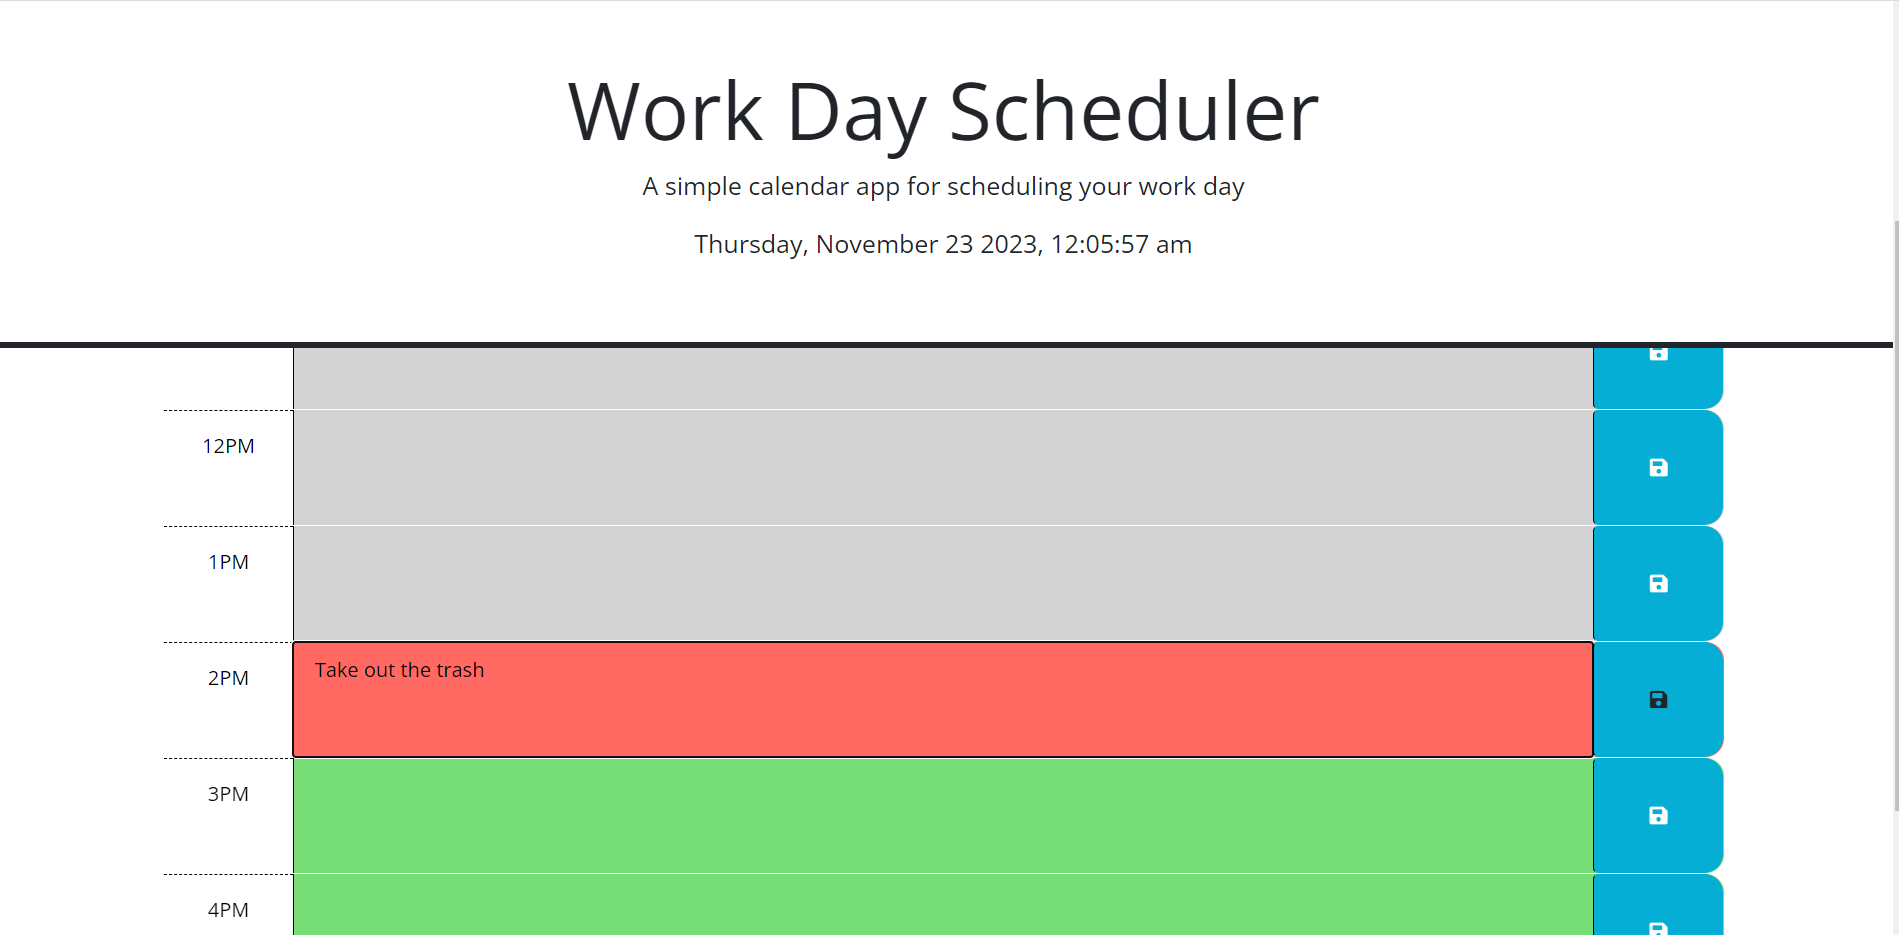 Work Day Scheduler
A simple calendar app for scheduling your work day
Thursday, November 23 2023, 12:05:57 am
12PM
1PM
2PM
Take out the trash
3PM
4PM